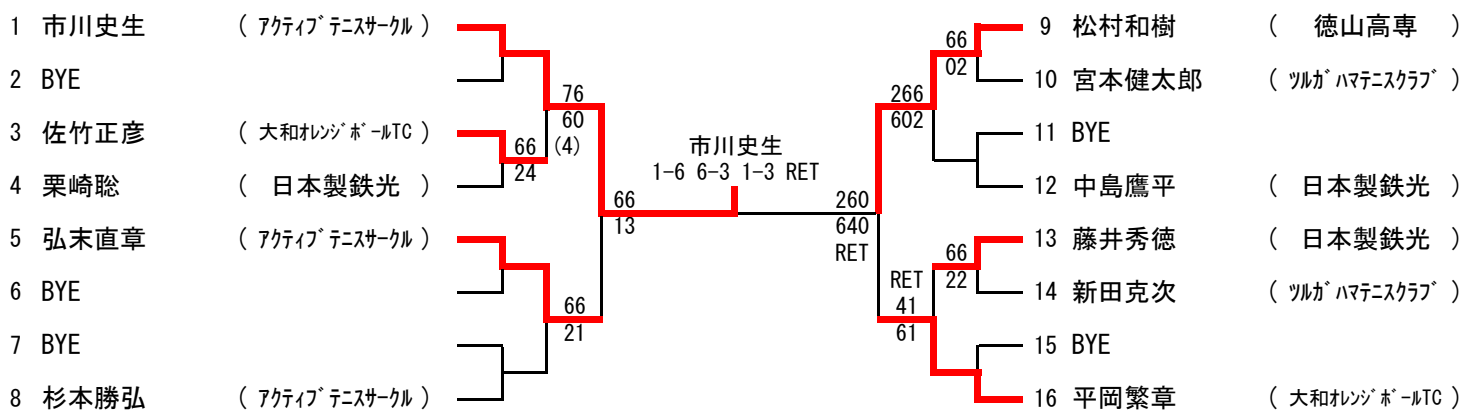 1 市川史生 ( アクティブテニスサークル )
2 BYE
3 佐竹正彦 ( 大和オレンジボールTC )
4 栗崎聡 ( 日本製鉄光 )
5 弘末直章 ( アクティブテニスサークル )
6 BYE
7 BYE
8 杉本勝弘 ( アクティブテニスサークル )
66
24
76
60
(4)
66
21
66
13
市川史生
1-6 6-3 1-3 RET
260
640
RET
266
602
RET
41
61
66
02
66
22
9 松村和樹 ( 徳山高専 )
10 宮本健太郎 ( ツルガハマテニスクラブ )
11 BYE
12 中島鷹平 ( 日本製鉄光 )
13 藤井秀徳 ( 日本製鉄光 )
14 新田克次 ( ツルガハマテニスクラブ )
15 BYE
16 平岡繁章 ( 大和オレンジボールTC )